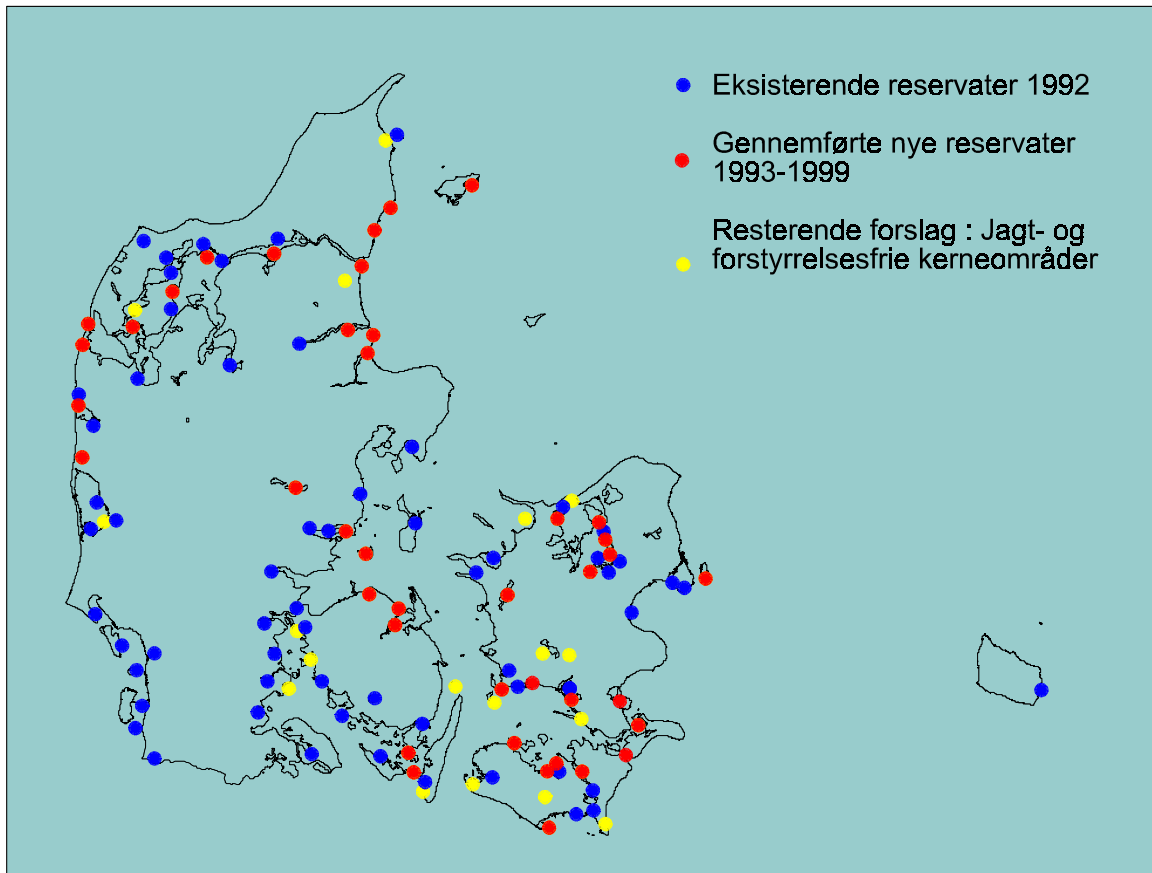 Eksisterende reservater 1992
Gennemførte nye reservater
1993-1999
Resterende forslag : Jagt- og
forstyrrelsesfrie kerneområder